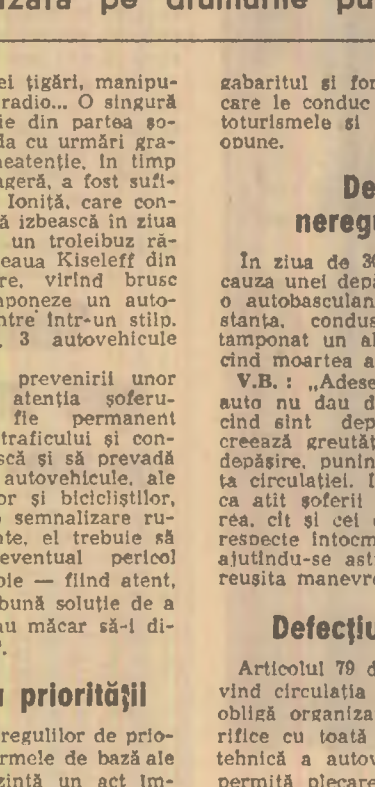 pe drumurile
ei țigări, manipu-
radio... O singură
ie din partea șo-
da cu urmări gra-
neatenție, în timp
ageră, a fost sufi-
Ioniță, care con-
ă izbească în ziua
un troleibuz ră-
eaua Kiseleff din
re, virînd brusc
mponeze un auto-
ntre într-un stîlp.
3 autovehicule
prevenirii unor
atenția șoferu-
fie permanent
traficului și con-
scă și să prevadă
autovehicule, ale
or și bicicliștilor,
semnalizare ru-
nte, el trebuie să
eventual pericol
bie — fiind atent,
bună soluție de a
au măcar să-i di-
priorității
regulilor de prio-
rmele de bază ale
zintă un act im-
gabaritul și for
care le conduc
toturismele și
opune.
De
neregu
În ziua de 30
cauza unei depă
o autobasculan
stanța, condus
tamponat un al
cînd moartea a
V.B. : „Adese
auto nu dau d
cînd sînt dep
creează greutăț
depășire, punîn
ta circulației. Î
ca atît șoferii
rea, cît și cei
respecte întocm
ajutîndu-se ast
reușita manevre
Defecțiu
Articolul 79 d
vind circulația
obligă organiza
rifice cu toată
tehnică a autov
permită plecare